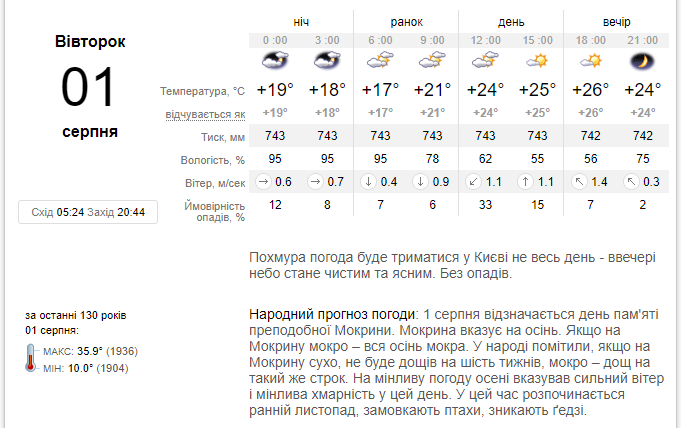 Вівторок
01
серпня
Схід 05:24 Захід 20:44
ніч ранок день вечір
0 :00 3 :00 6 :00 9 :00 12 :00 15 :00 18 :00 21 :00
Температура, °C +19° +18° +17° +21° +24° +25° +26° +24°
відчувається як +19° +18° +17° +21° +24° +25° +26° +24°
Тиск, мм 743 743 743 743 743 743 742 742
Вологість, % 95 95 95 78 62 55 56 75
Вітер, м/сек 0.6 0.7 0.4 0.9 1.1 1.1 1.4 0.3
Ймовірність
опадів, % 12 8 7 6 33 15 7 2
Похмура погода буде триматися у Києві не весь день - ввечері
небо стане чистим та ясним. Без опадів.
за останні 130 років
01 серпня:
МАКС: 35.9° (1936)
МІН: 10.0° (1904)
Народний прогноз погоди: 1 серпня відзначається день пам'яті
преподобної Мокрини. Мокрина вказує на осінь. Якщо на
Мокрину мокро – вся осінь мокра. У народі помітили, якщо на
Мокрину сухо, не буде дощів на шість тижнів, мокро – дощ на
такий же строк. На мінливу погоду осені вказував сильний вітер
і мінлива хмарність у цей день. У цей час розпочинається
ранній листопад, замовкають птахи, зникають ґедзі.